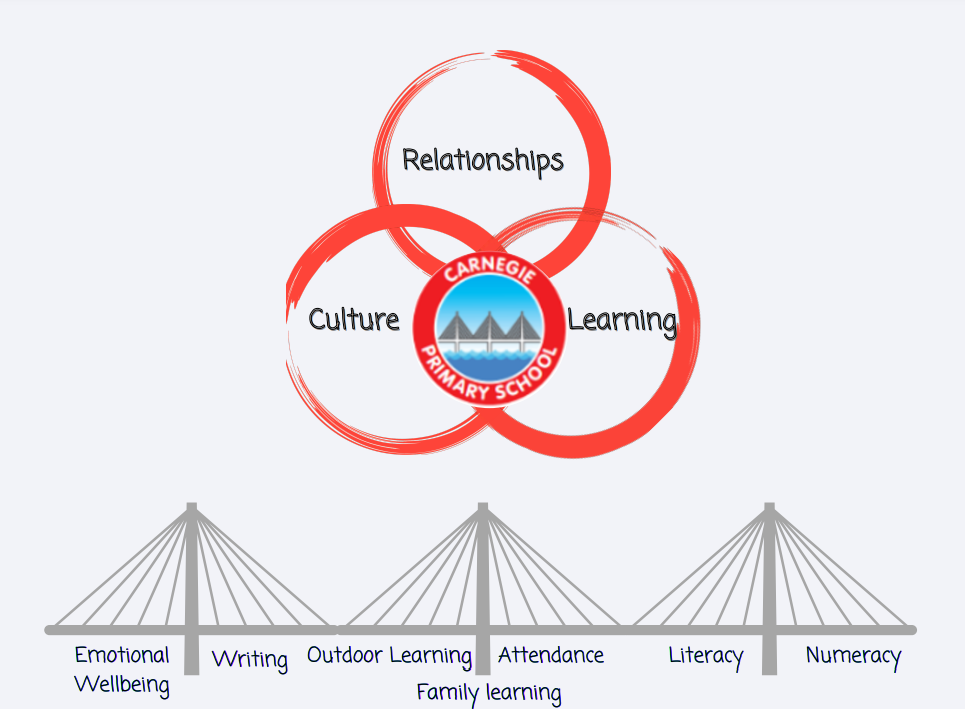 Relationships
Culture
Learning
CARNEGIE
PRIMARY SCHOOL
Emotional
Wellbeing
Writing
Outdoor Learning
Attendance
Literacy
Numeracy
Family learning